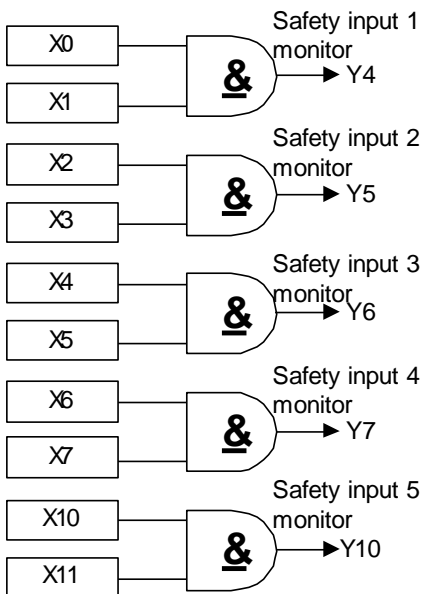 Safety input 1
monitor
X0
&
Y4
X1
Safety input 2
monitor
X2
&
Y5
X3
Safety input 3
monitor
X4
&
Y6
X5
Safety input 4
monitor
X6
&
Y7
X7
Safety input 5
monitor
X10
&
Y10
X11